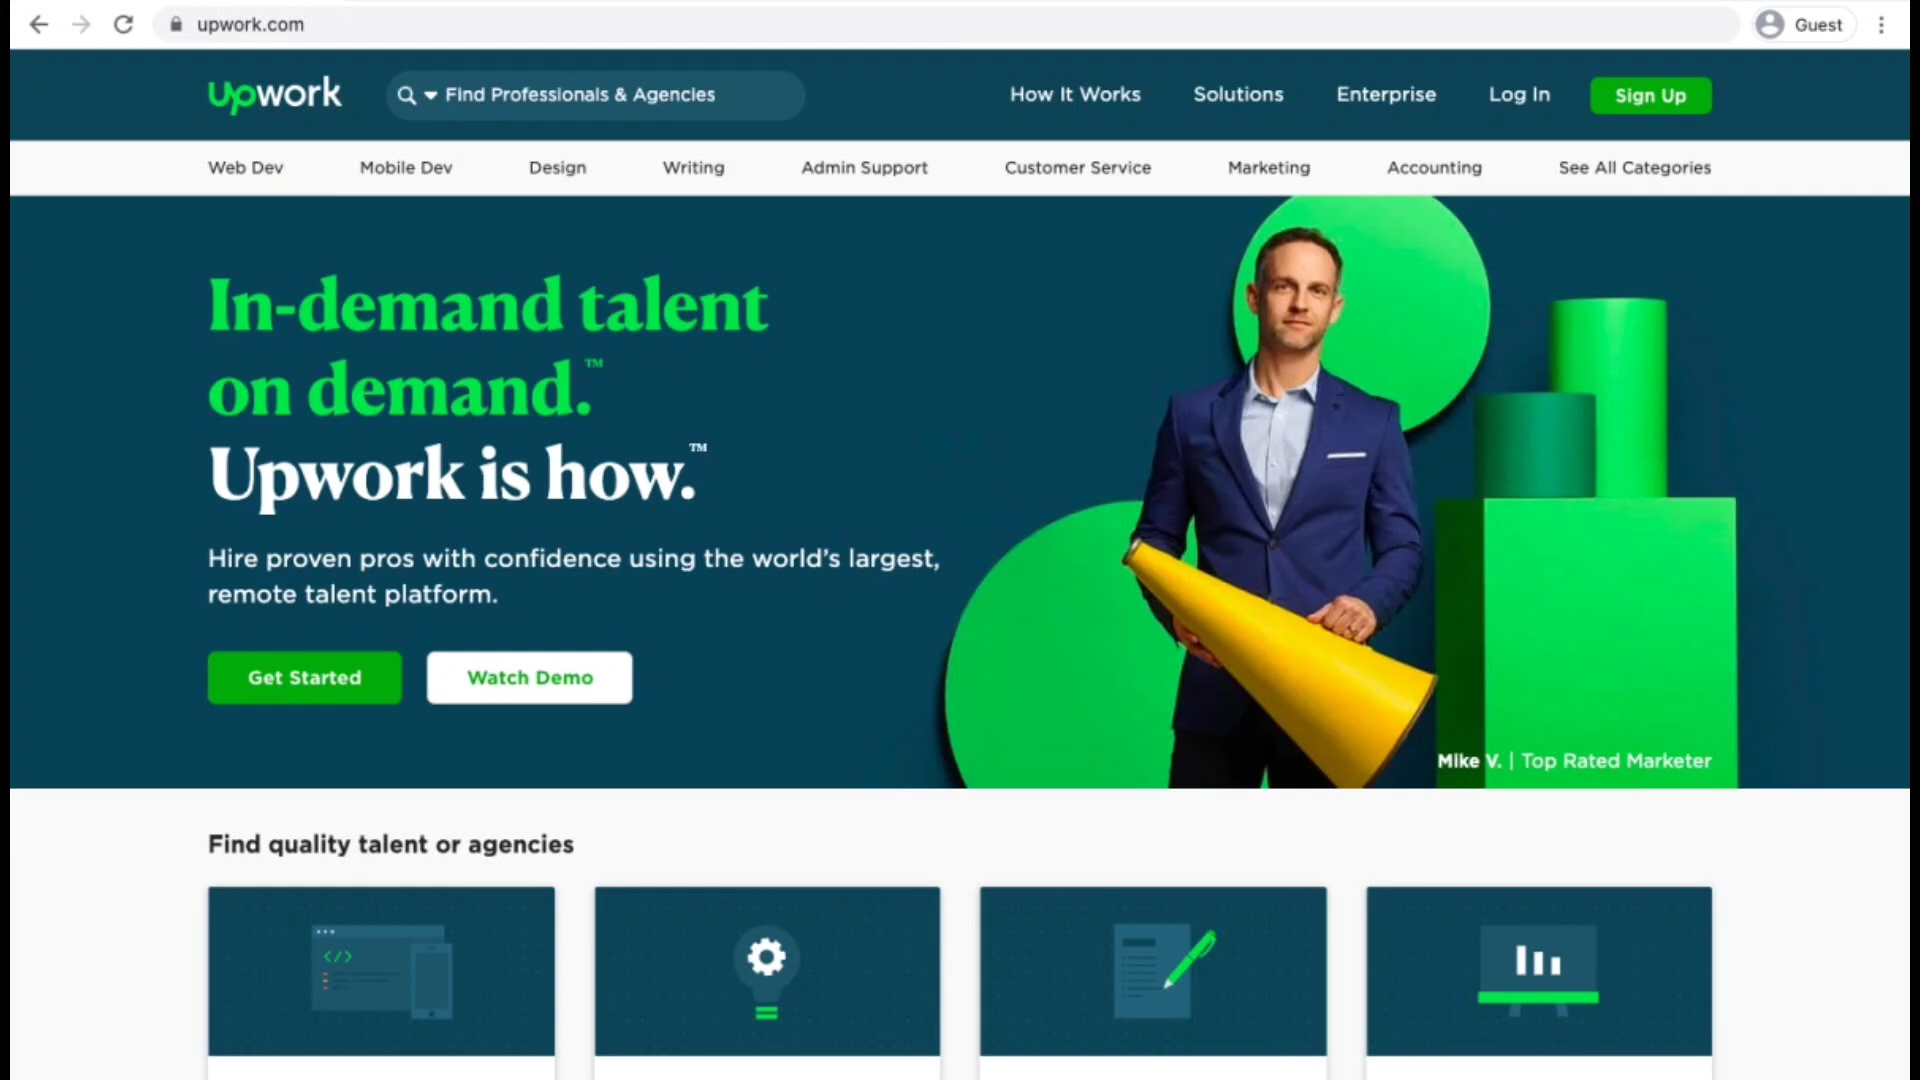 upwork.com
Guest
upwork
Find Professionals & Agencies
How It Works
Solutions
Enterprise
Log In
Sign Up
Web Dev
Mobile Dev
Design
Writing
Admin Support
Customer Service
Marketing
Accounting
See All Categories
In-demand talent
on demand.™
Upwork is how.™
Hire proven pros with confidence using the world's largest,
remote talent platform.
Get Started
Watch Demo
Mike V. | Top Rated Marketer
Find quality talent or agencies
</>